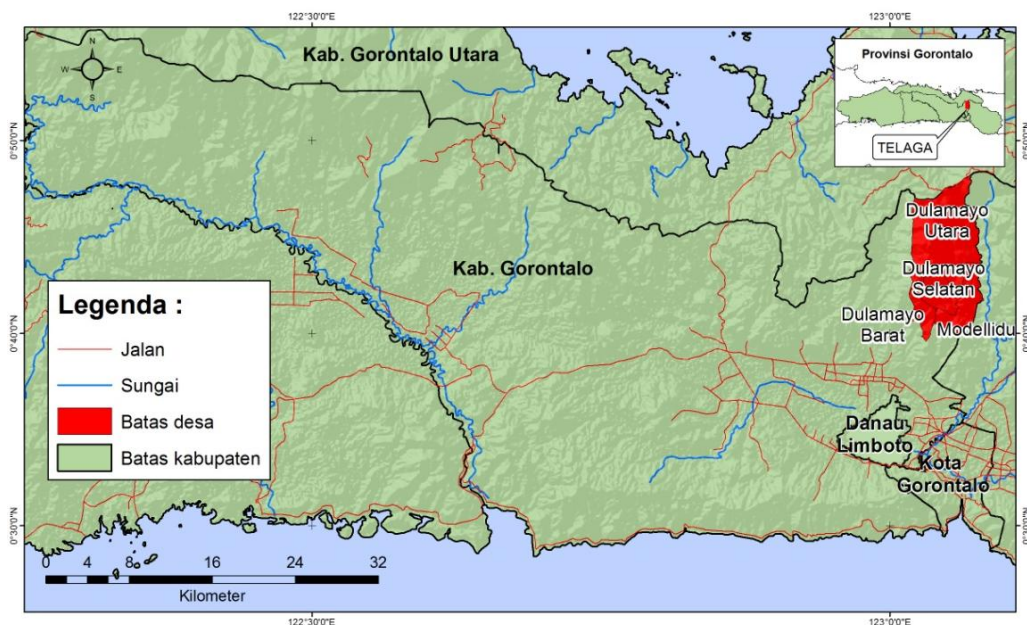 122°30'0"E
123°0'0"E
N
W
E
S
Kab. Gorontalo Utara
Provinsi Gorontalo
TELAGA
0°50'0"N
0°50'0"N
Dulamayo
Utara
Kab. Gorontalo
Dulamayo
Selatan
Dulamayo
Barat
Modellidu
0°40'0"N
0°40'0"N
Legenda :
Jalan
Sungai
Batas desa
Batas kabupaten
Danau
Limboto
Kota
Gorontalo
0°30'0"N
0°30'0"N
0 4 8 16 24 32
Kilometer
122°30'0"E
123°0'0"E